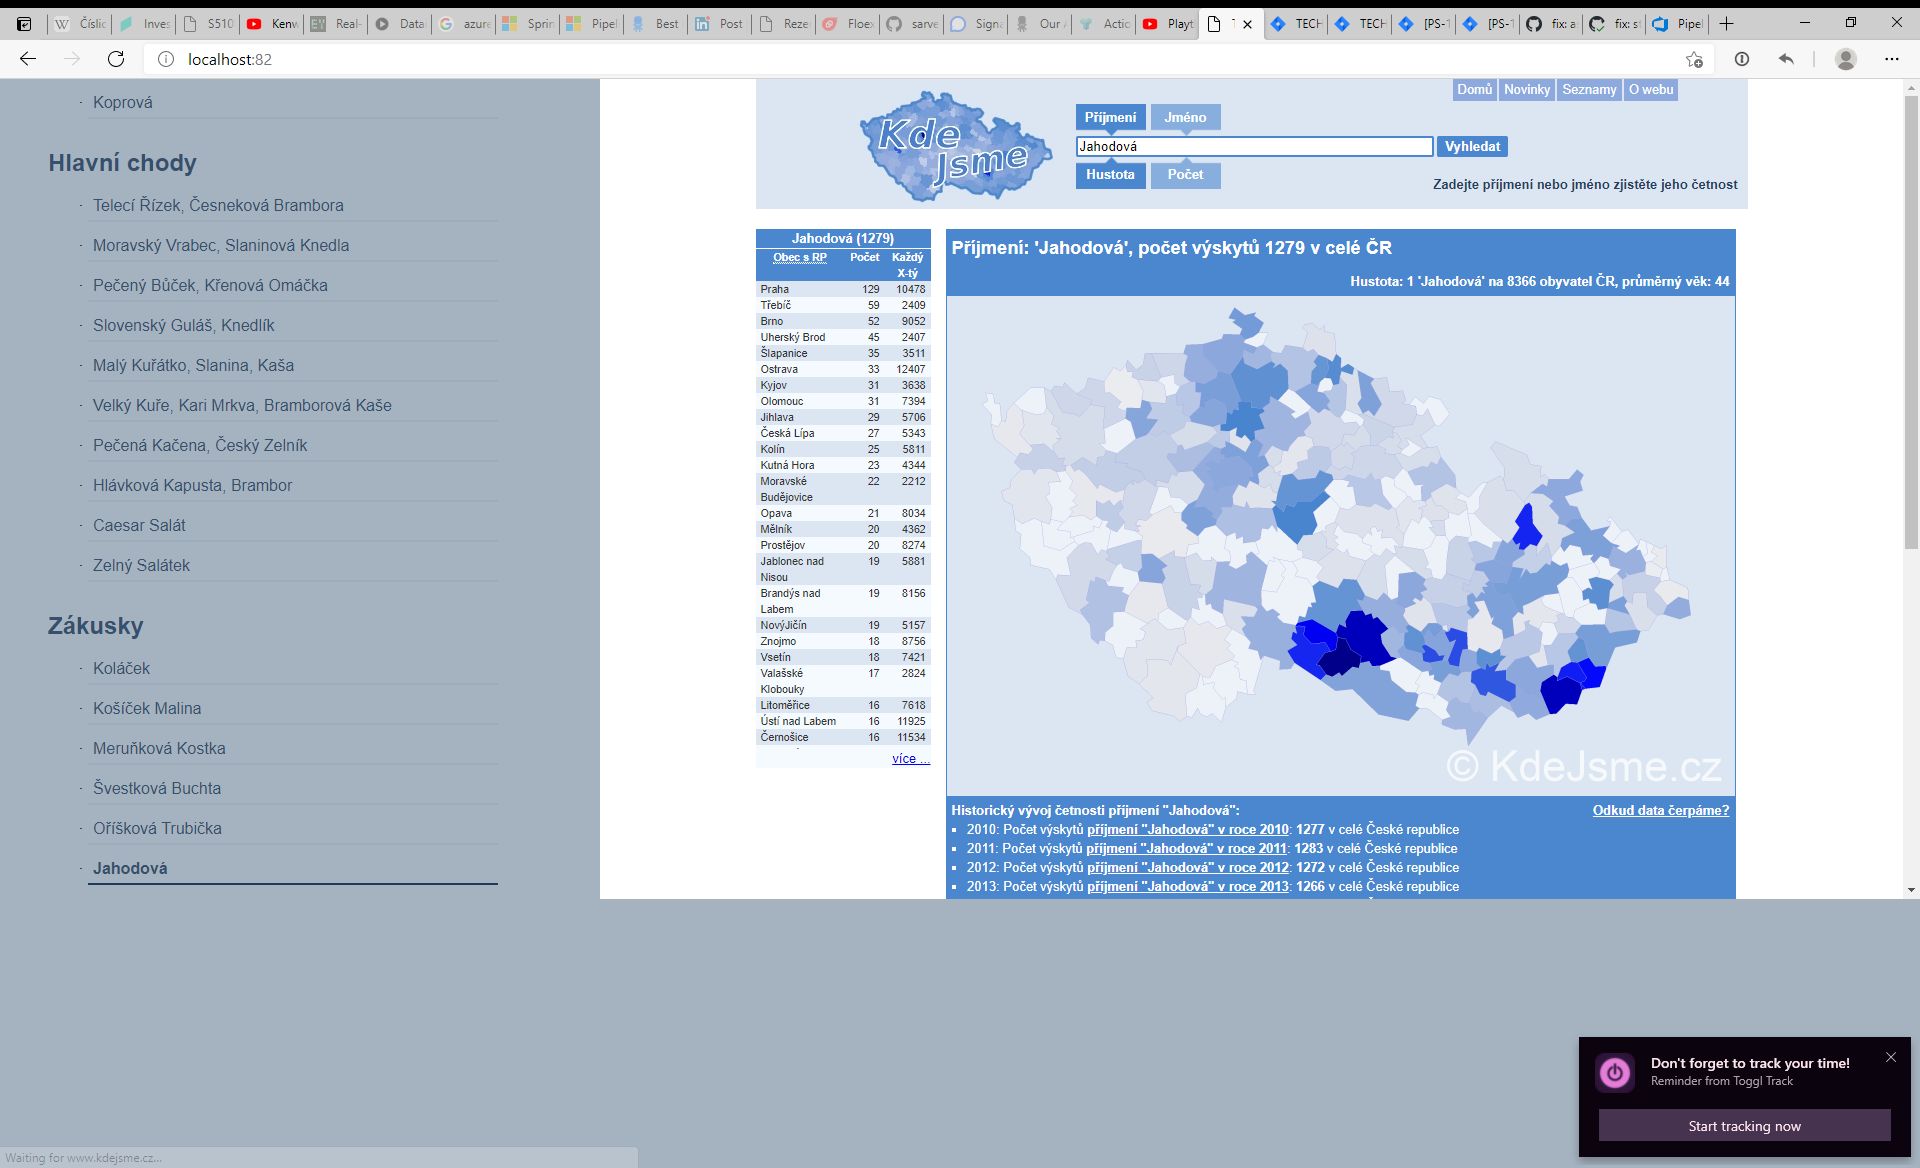 Číslic
Inves
S510
Kenw
Real-
Data
azure
Sprin
Pipel
Best
Post
Reze
Floe
sarve
Signa
Our A
Actio
Playt
TECH
TECH
[PS-1
[PS-1
fix: a
fix: s
Pipel
localhost:82
Koprová
Hlavní chody
Telecí Řízek, Česneková Brambora
Moravský Vrabec, Slaninová Knedla
Pečený Bůček, Křenová Omáčka
Slovenský Guláš, Knedlík
Malý Kuřátko, Slanina, Kaša
Velký Kuře, Kari Mrkva, Bramborová Kaše
Pečená Kačena, Český Zelník
Hlávková Kapusta, Brambor
Caesar Salát
Zelný Salátek
Zákusky
Koláček
Košíček Malina
Meruňková Kostka
Švestková Buchta
Oříšková Trubička
Jahodová
Domů Novinky Seznamy O webu
Kde
Jsme
Příjmení Jméno
Jahodová Vyhledat
Hustota Počet
Zadejte příjmení nebo jméno zjistěte jeho četnost
Jahodová (1279)
Obec s RP Počet Každý
X-tý
Praha 129 10478
Třebíč 59 2409
Brno 52 9052
Uherský Brod 45 2407
Šlapanice 35 3511
Ostrava 33 12407
Kyjov 31 3638
Olomouc 31 7394
Jihlava 29 5706
Česká Lípa 27 5343
Kolín 25 5811
Kutná Hora 23 4344
Moravské 22 2212
Budějovice
Opava 21 8034
Mělník 20 4362
Prostějov 20 8274
Jablonec nad 19 5881
Nisou
Brandýs nad 19 8156
Labem
NovýJičín 19 5157
Znojmo 18 8756
Vsetín 18 7421
Valašské 17 2824
Klobouky
Litoměřice 16 7618
Ústí nad Labem 16 11925
Černošice 16 11534
více ...
Příjmení: 'Jahodová', počet výskytů 1279 v celé ČR
Hustota: 1 'Jahodová' na 8366 obyvatel ČR, průměrný věk: 44
© KdeJsme.cz
Historický vývoj četnosti příjmení "Jahodová": Odkud data čerpáme?
2010: Počet výskytů příjmení "Jahodová" v roce 2010: 1277 v celé České republice
2011: Počet výskytů příjmení "Jahodová" v roce 2011: 1283 v celé České republice
2012: Počet výskytů příjmení "Jahodová" v roce 2012: 1272 v celé České republice
2013: Počet výskytů příjmení "Jahodová" v roce 2013: 1266 v celé České republice
Don't forget to track your time!
Reminder from Toggl Track
Start tracking now
Waiting for www.kdejsme.cz...